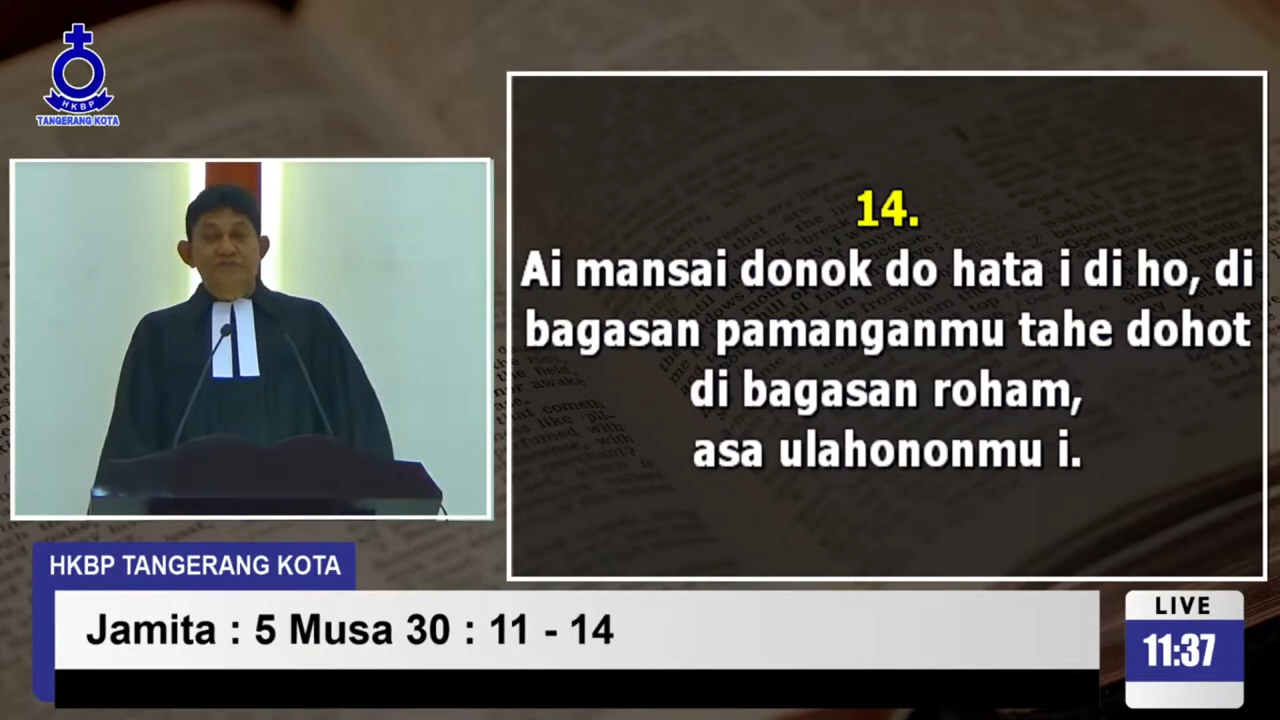 HKBP
TANGERANG KOTA
14.
Ai mansai donok do hata i di ho, di
bagasan pamanganmu tahe dohot
di bagasan roham,
asa ulahononmu i.
HKBP TANGERANG KOTA
Jamita : 5 Musa 30 : 11 - 14
LIVE
11:37